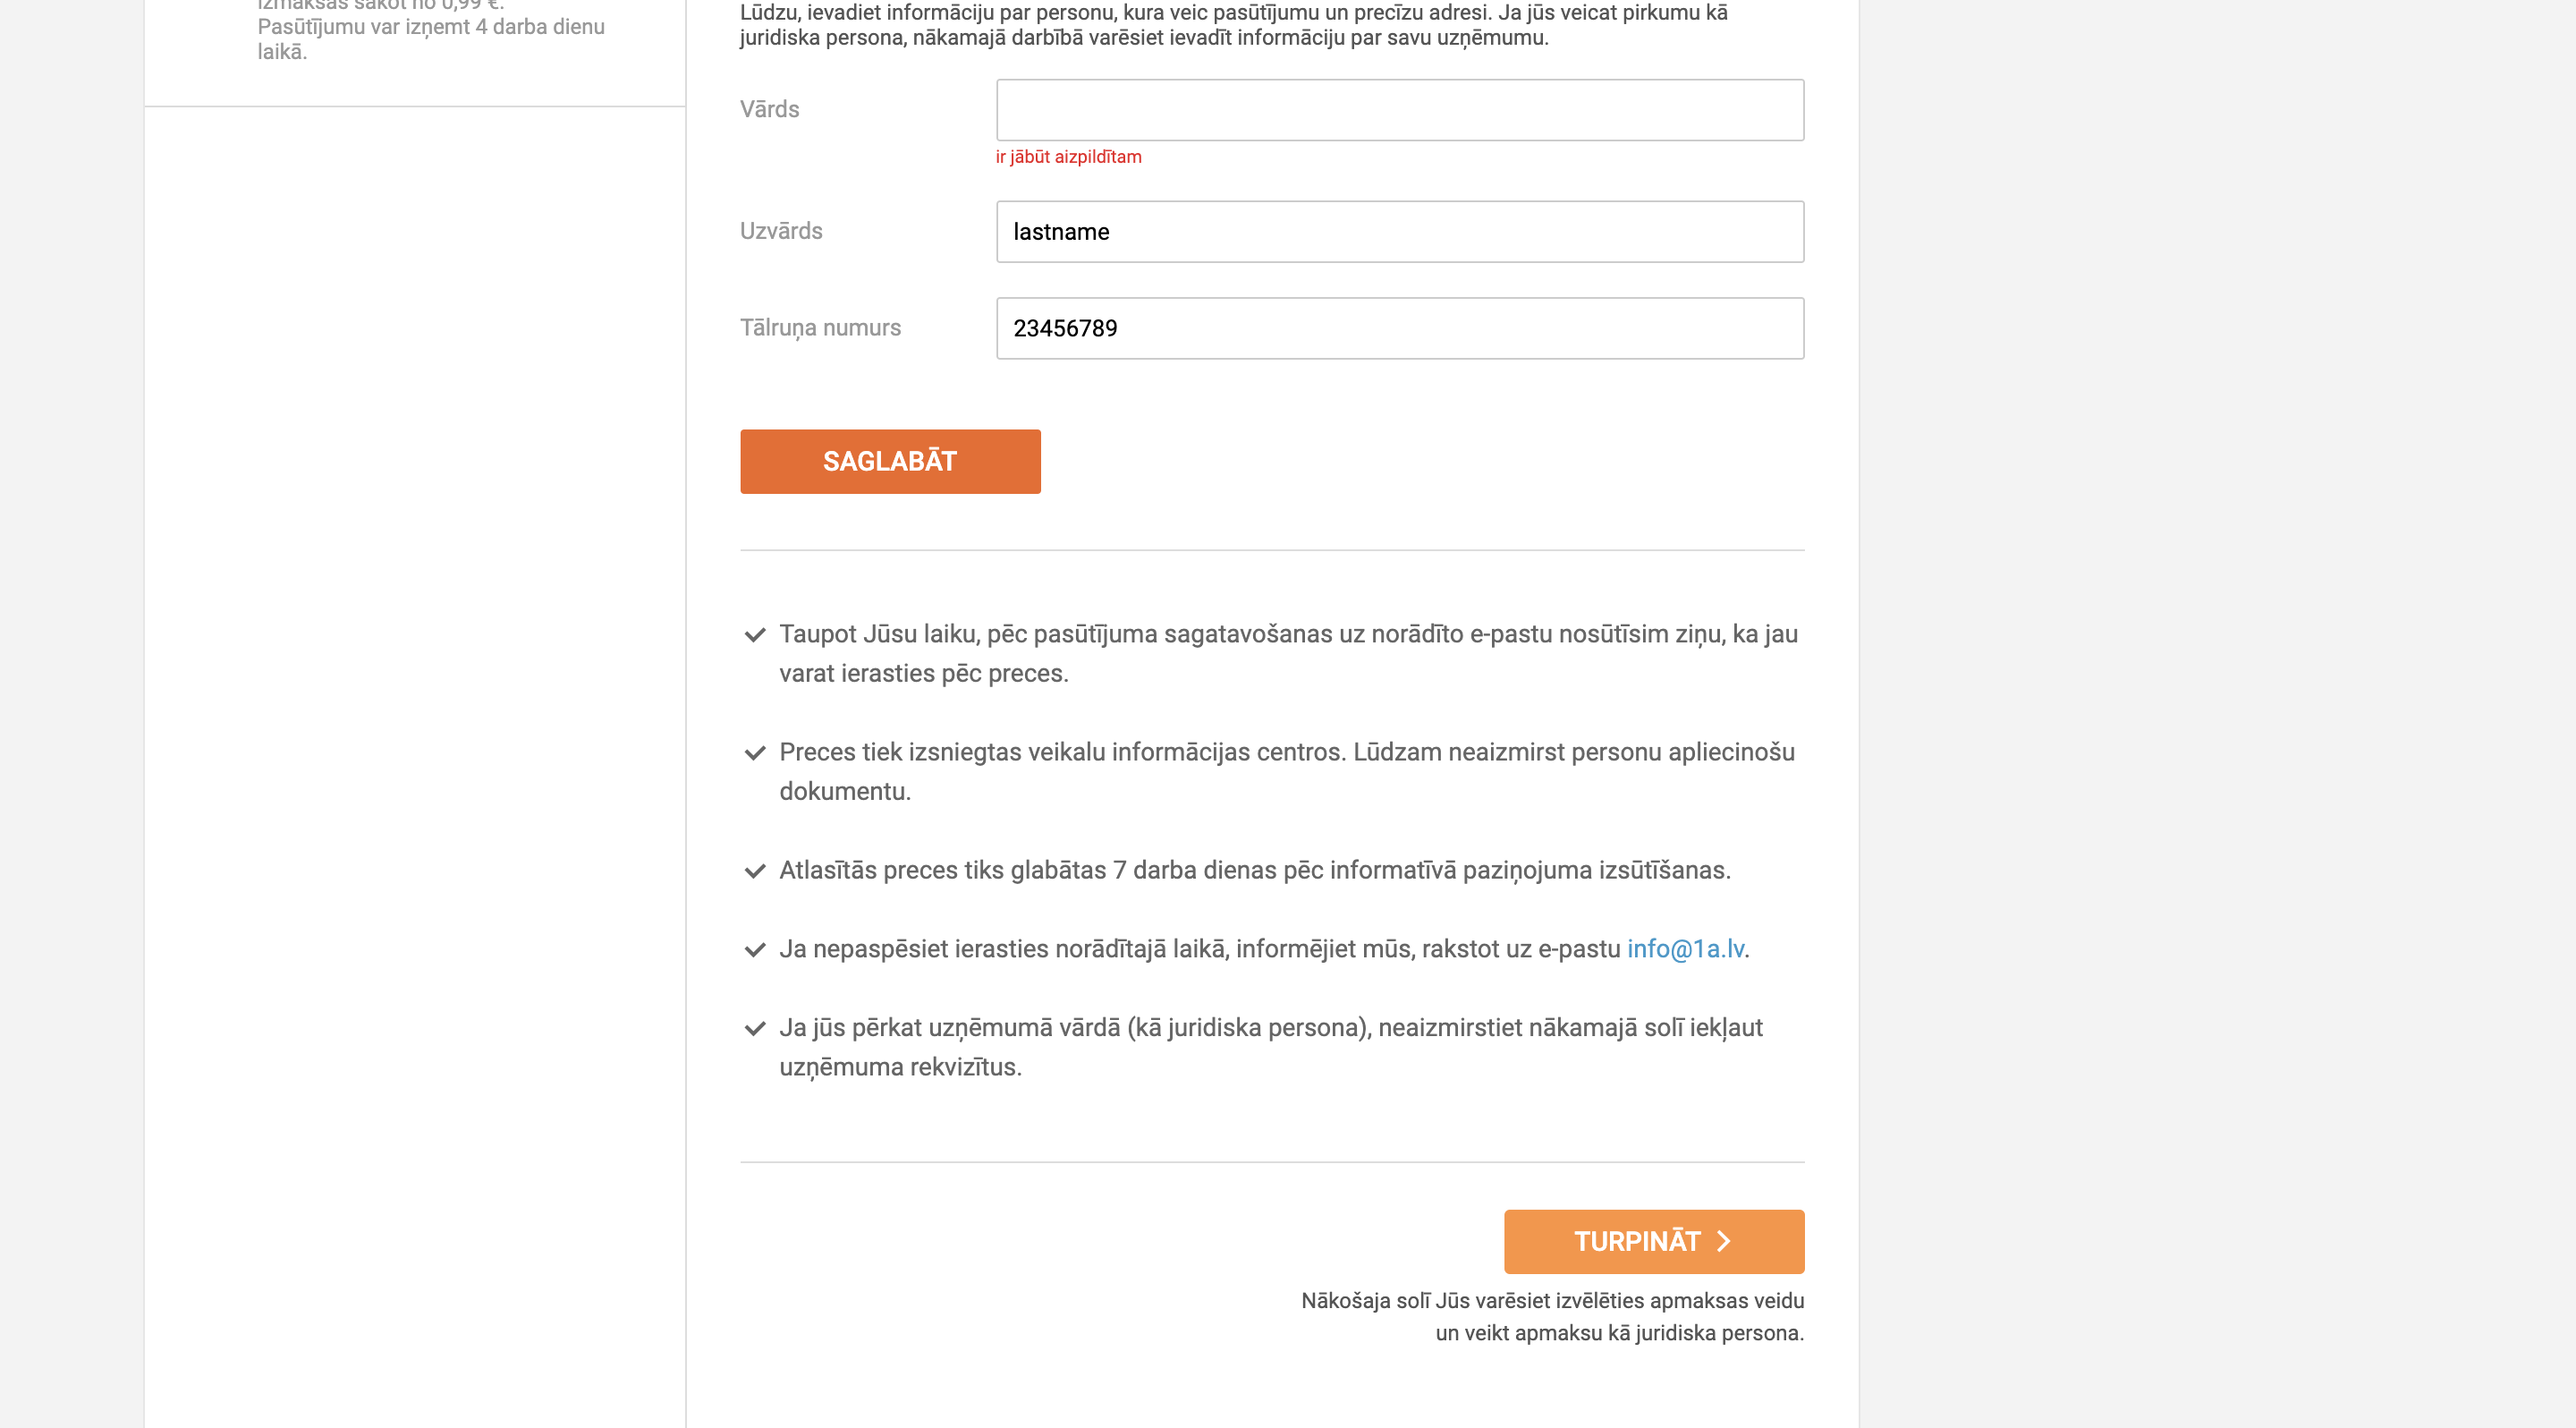 izmaksas sākot no 0,99 €.
Pasūtījumu var izņemt 4 darba dienu
laikā.
Lūdzu, ievadiet informāciju par personu, kura veic pasūtījumu un precīzu adresi. Ja jūs veicat pirkumu kā
juridiska persona, nākamajā darbībā varēsiet ievadīt informāciju par savu uzņēmumu.
Vārds
ir jābūt aizpildītam
Uzvārds
lastname
Tālruņa numurs
23456789
SAGLABĀT
Taupot Jūsu laiku, pēc pasūtījuma sagatavošanas uz norādīto e-pastu nosūtīsim ziņu, ka jau
varat ierasties pēc preces.
Preces tiek izsniegtas veikalu informācijas centros. Lūdzam neaizmirst personu apliecinošu
dokumentu.
Atlasītās preces tiks glabātas 7 darba dienas pēc informatīvā paziņojuma izsūtīšanas.
Ja nepaspēsiet ierasties norādītajā laikā, informējiet mūs, rakstot uz e-pastu info@1a.lv.
Ja jūs pērkat uzņēmumā vārdā (kā juridiska persona), neaizmirstiet nākamajā solī iekļaut
uzņēmuma rekvizītus.
TURPINĀT
Nākošaja solī Jūs varēsiet izvēlēties apmaksas veidu
un veikt apmaksu kā juridiska persona.